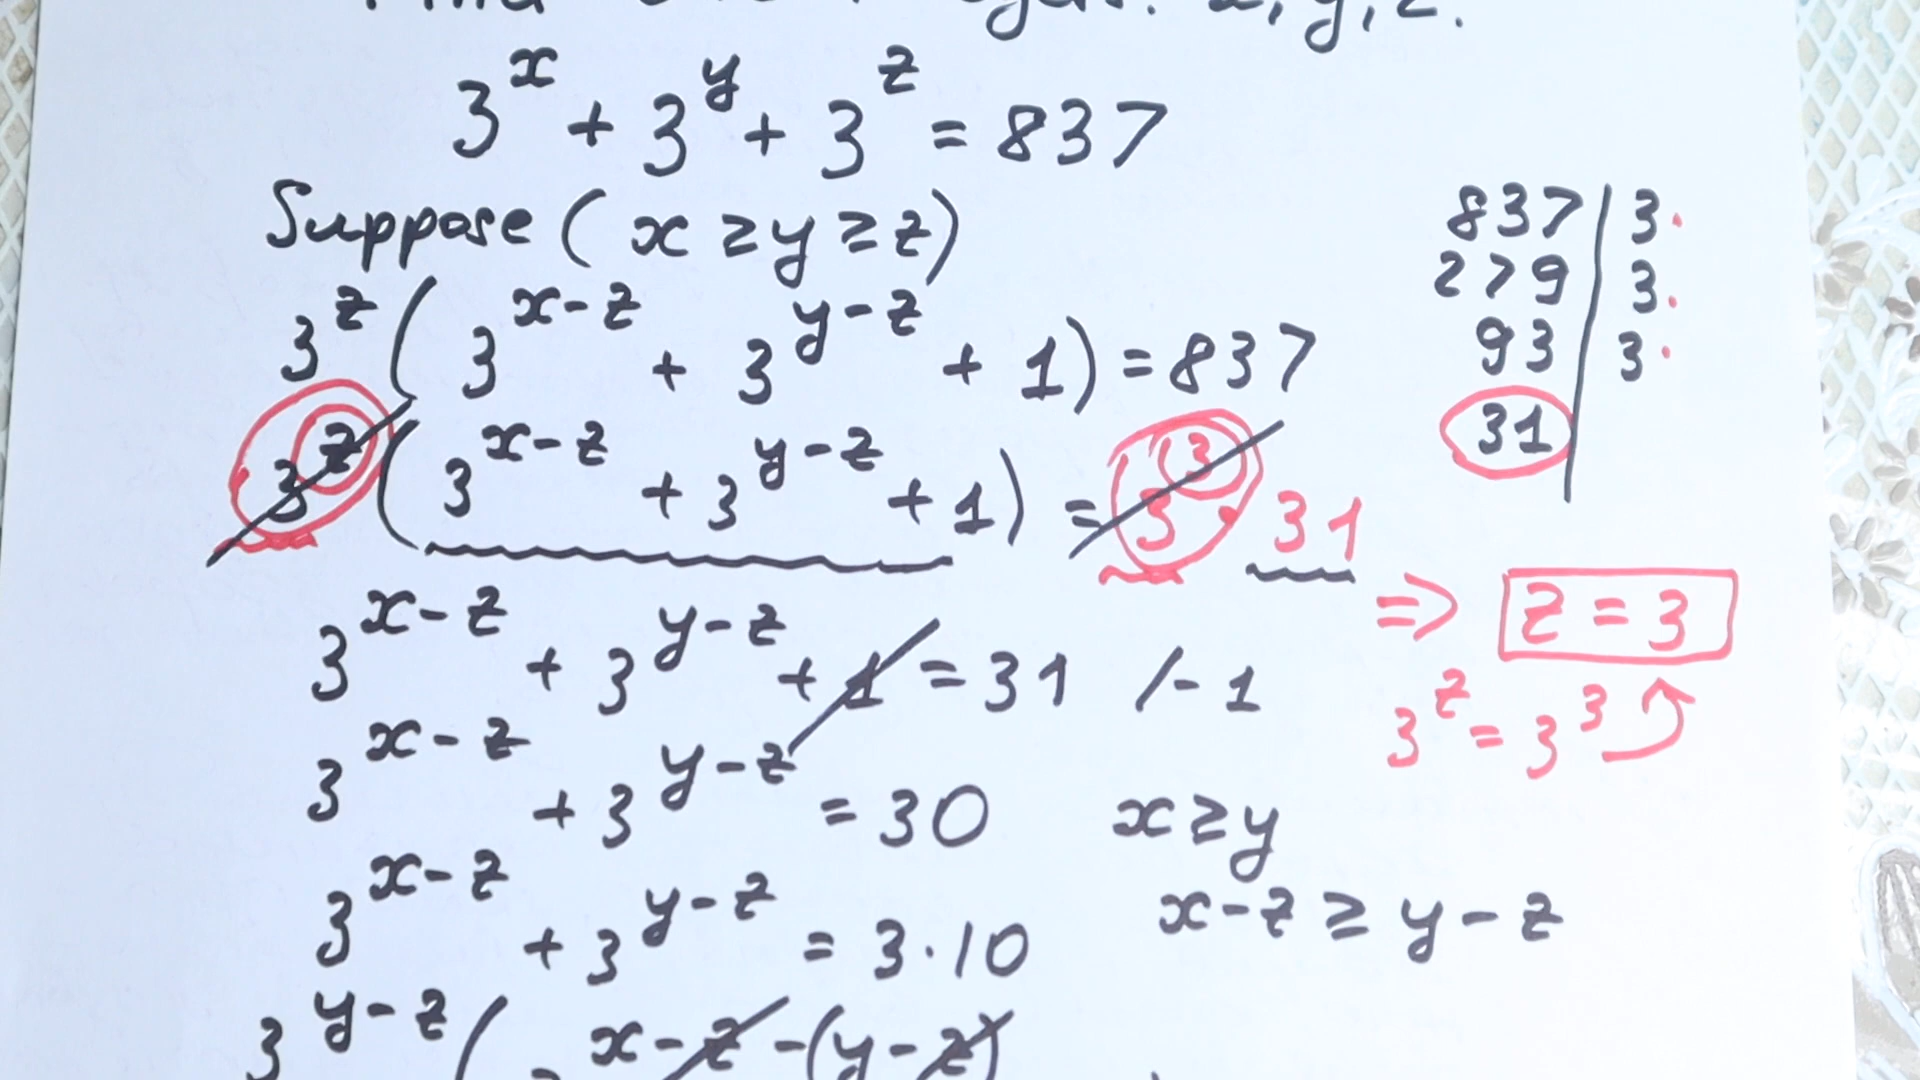 x, y, z.
3^x + 3^y + 3^z = 837
Suppose ( x ≥ y ≥ z )
3^z ( 3^{x-z} + 3^{y-z} + 1 ) = 837
3^z ( 3^{x-z} + 3^{y-z} + 1 ) = 3^3 · 31
=> z = 3
3^z = 3^3
3^{x-z} + 3^{y-z} + 1 = 31 /- 1
3^{x-z} + 3^{y-z} = 30 x ≥ y
3^{x-z} + 3^{y-z} = 3 · 10 x-z ≥ y-z
3^{y-z} ( x-z-(y-z)
837 | 3
279 | 3
93 | 3
31